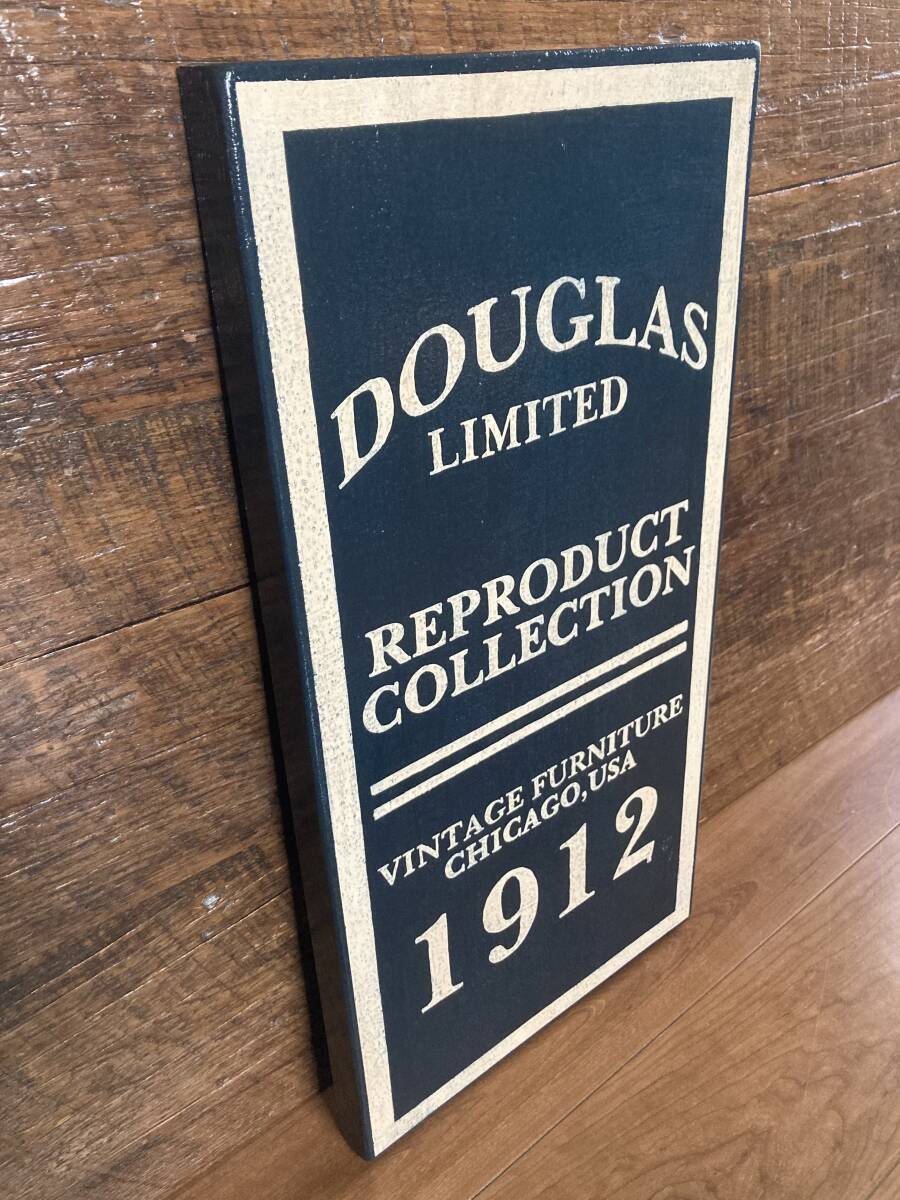 DOUGLAS
LIMITED
REPRODUCT
COLLECTION
VINTAGE FURNITURE
CHICAGO, USA
1912